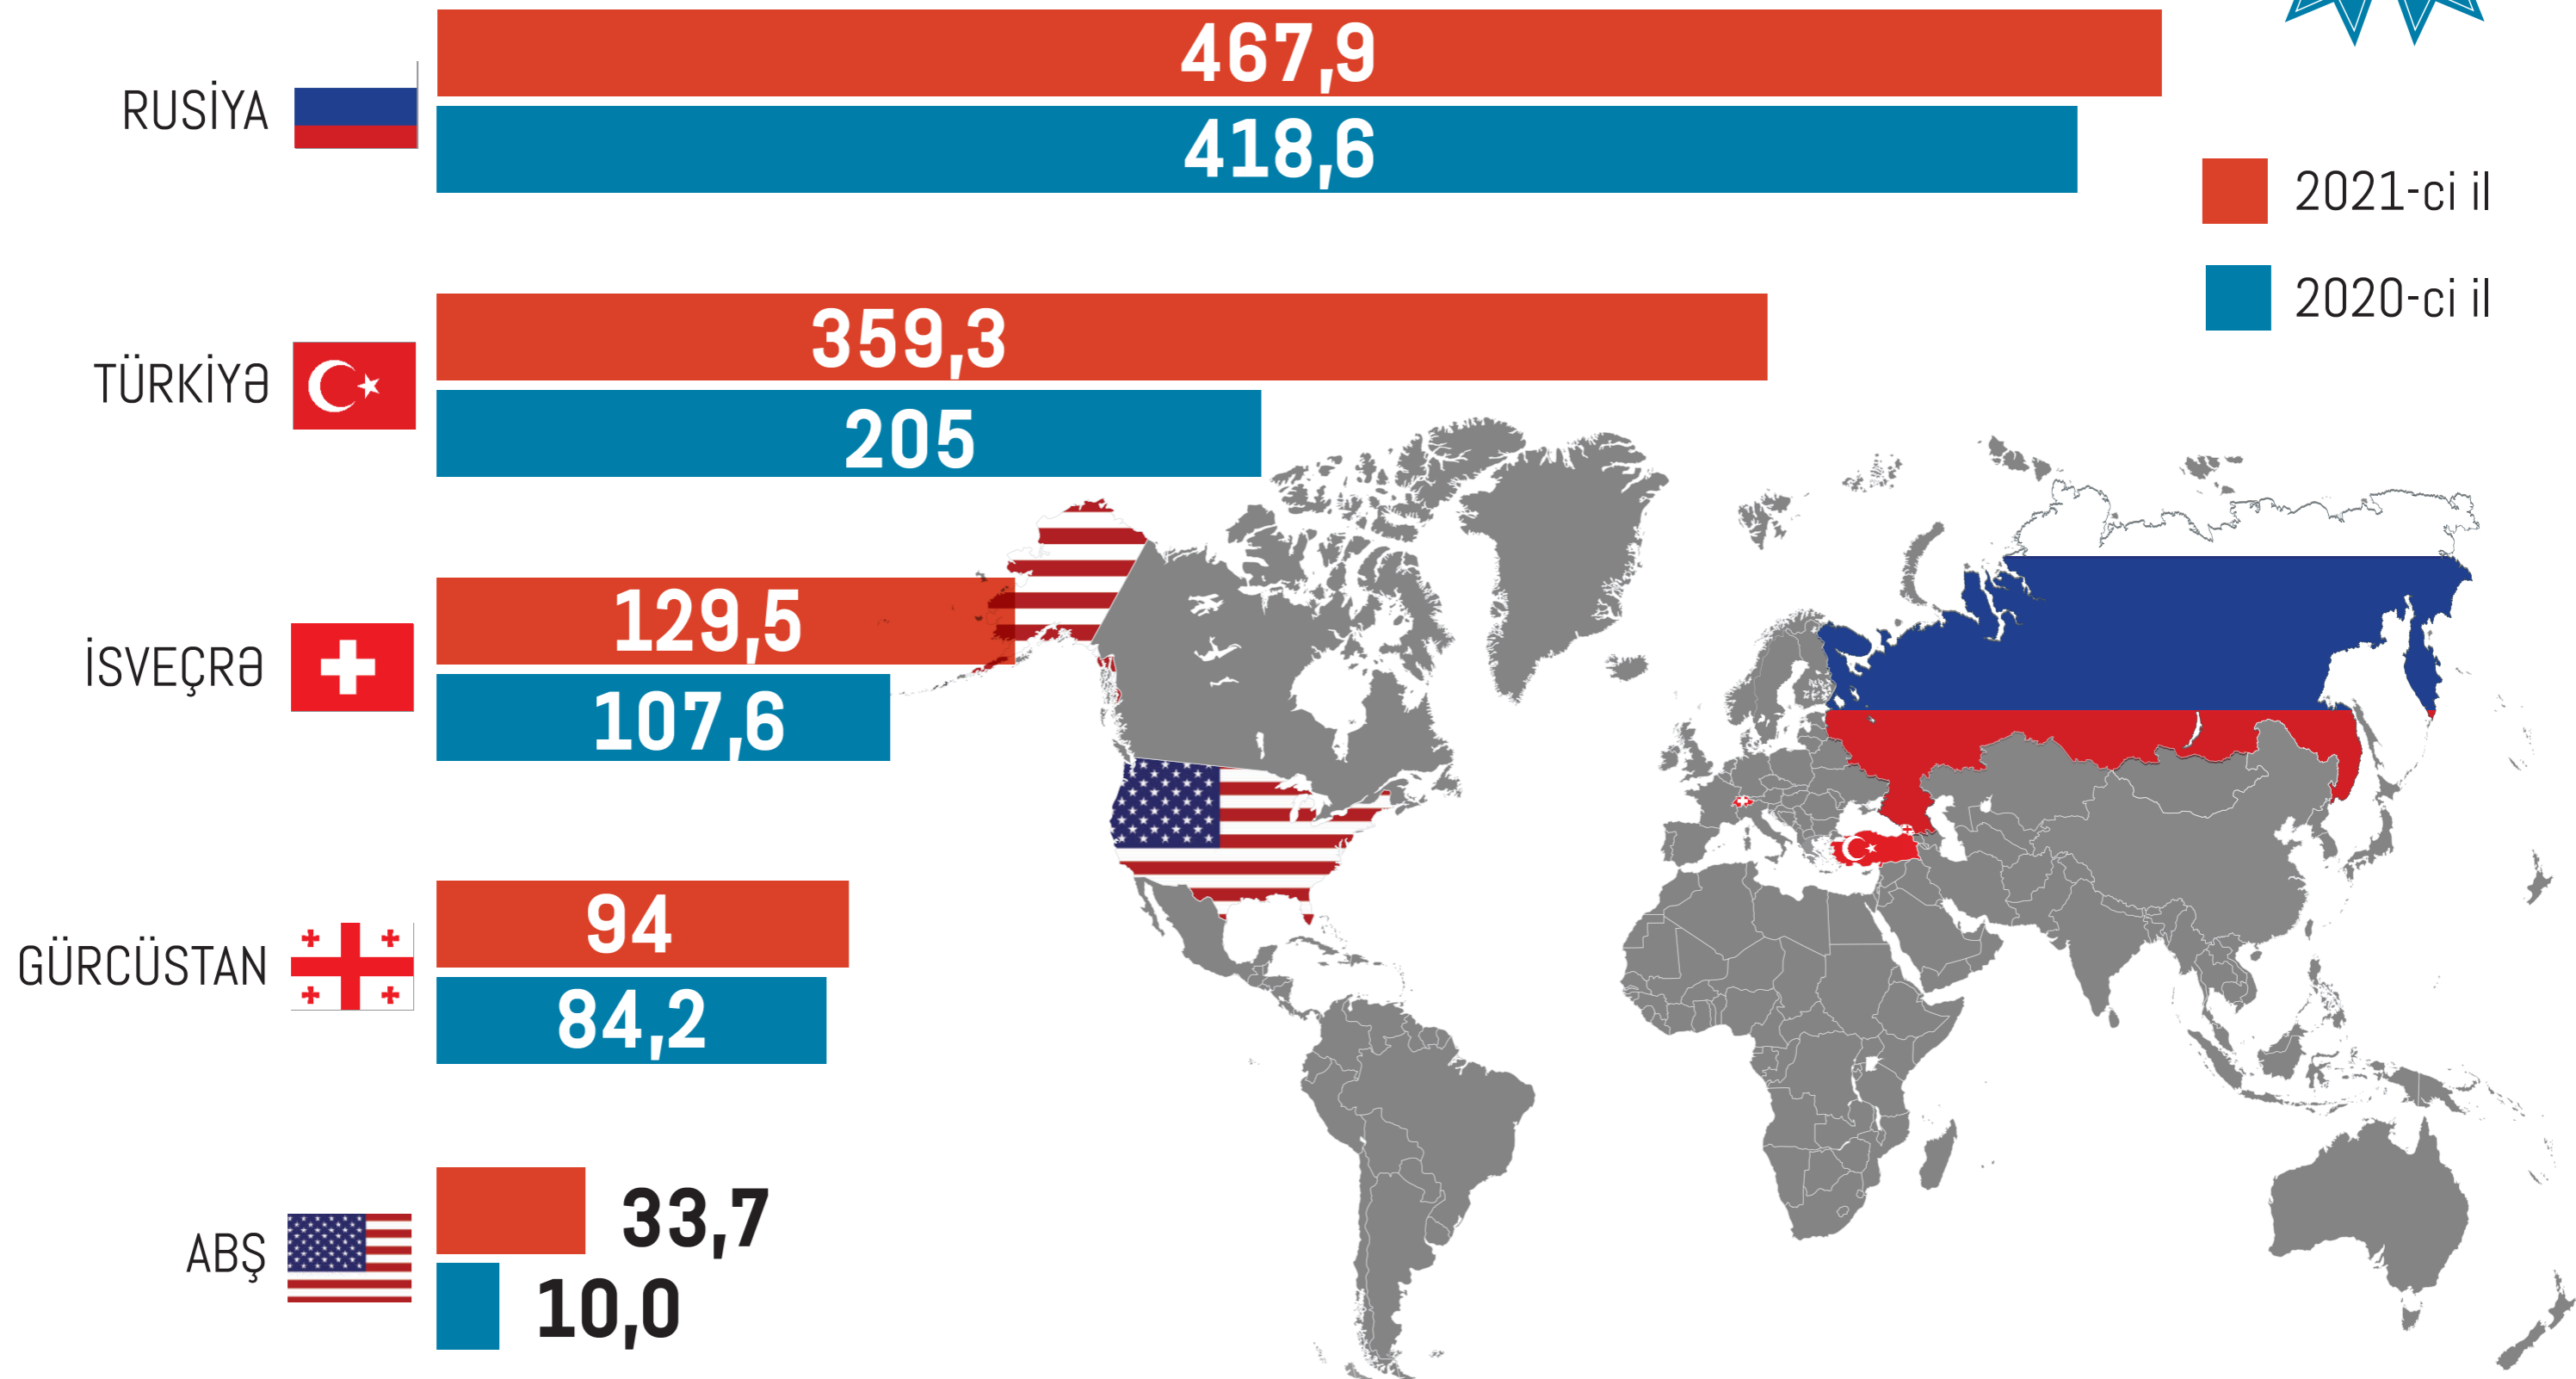 467,9
RUSİYA
418,6
2021-ci il
2020-ci il
359,3
TÜRKİYƏ
205
129,5
İSVEÇRƏ
107,6
94
GÜRCÜSTAN
84,2
33,7
ABŞ
10,0